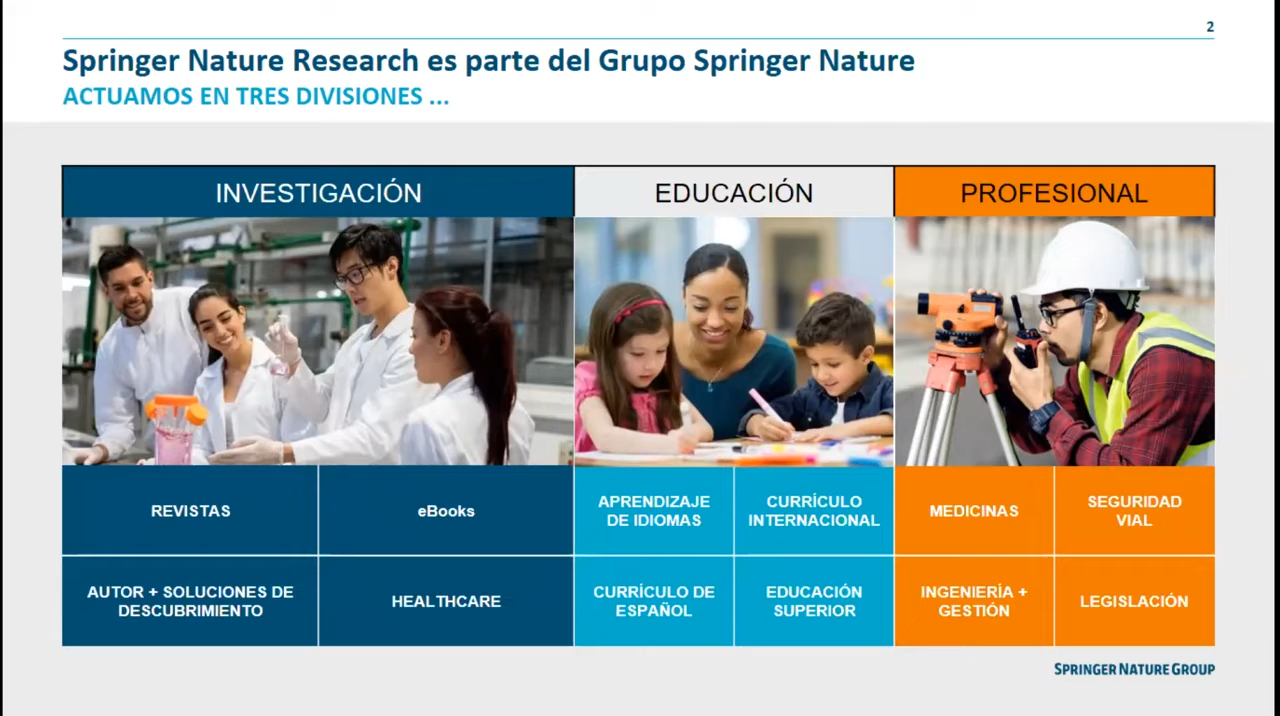 2
Springer Nature Research es parte del Grupo Springer Nature
ACTUAMOS EN TRES DIVISIONES ...
INVESTIGACIÓN
EDUCACIÓN
PROFESIONAL
REVISTAS
eBooks
APRENDIZAJE
DE IDIOMAS
CURRÍCULO
INTERNACIONAL
MEDICINAS
SEGURIDAD
VIAL
AUTOR + SOLUCIONES DE
DESCUBRIMIENTO
HEALTHCARE
CURRÍCULO DE
ESPAÑOL
EDUCACIÓN
SUPERIOR
INGENIERÍA +
GESTIÓN
LEGISLACIÓN
SPRINGER NATURE GROUP